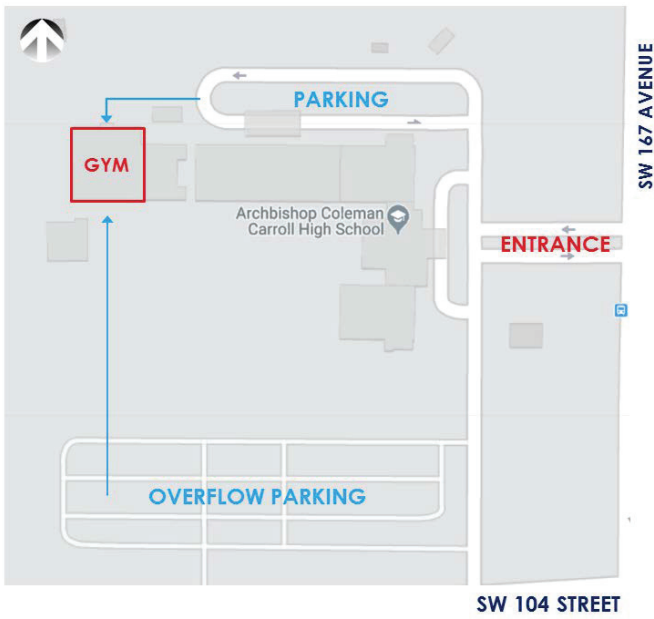 PARKING
SW 167 AVENUE
GYM
Archbishop Coleman
Carroll High School
ENTRANCE
OVERFLOW PARKING
SW 104 STREET